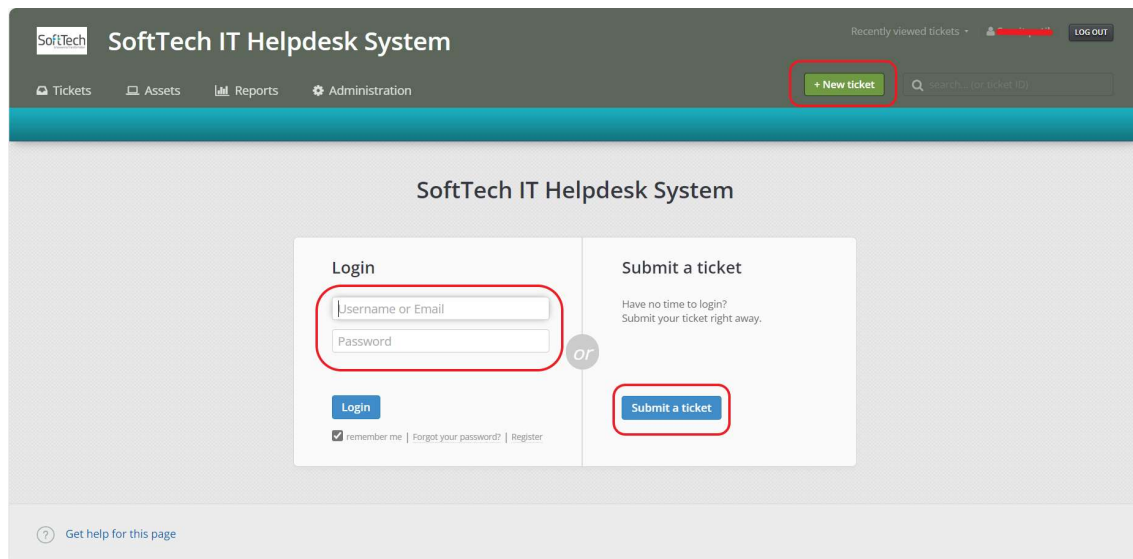 SoftTech
SoftTech IT Helpdesk System
Recently viewed tickets
LOG OUT
Tickets
Assets
Reports
Administration
+ New ticket
search... (or ticket ID)
SoftTech IT Helpdesk System
Login
Username or Email
Password
Login
remember me | Forgot your password? | Register
or
Submit a ticket
Have no time to login?
Submit your ticket right away.
Submit a ticket
? Get help for this page